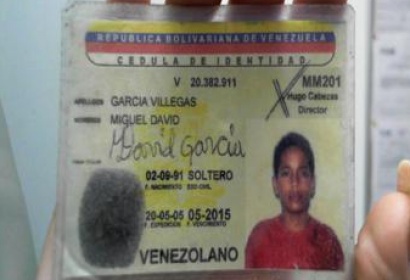 REPUBLICA BOLIVARIANA DE VENEZUELA
CEDULA DE IDENTIDAD
V 20.382.911
MM201
APELLIDOS GARCIA VILLEGAS
Hugo Cabezas
Director
NOMBRES MIGUEL DAVID
MDavid Garcia
02-09-91 SOLTERO
F. NACIMIENTO EDO. CIVIL
20-05-05 05-2015
F. EXPEDICION F. VENCIMIENTO
VENEZOLANO